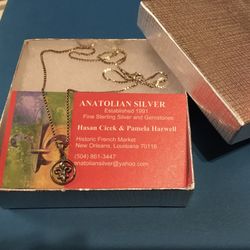 ANATOLIAN SILVER
Established 1991
Fine Sterling Silver and Gemstones
Hasan Cicek & Pamela Hazwell
Historic French Market
New Orleans, Louisiana 70116
(504) 861-3447
anatoliansilver@yahoo.com